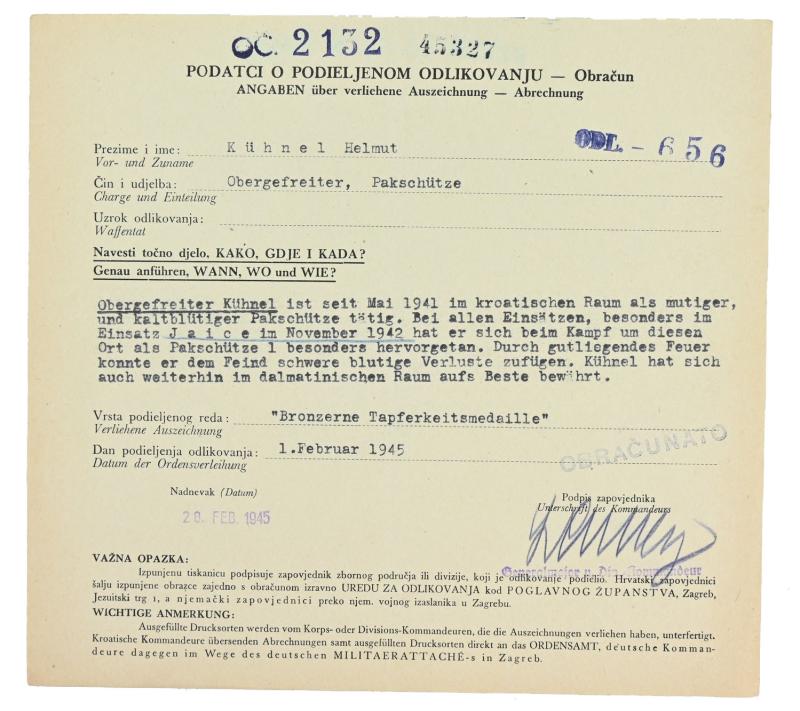 OČ. 2132 45327
PODATCI O PODIELJENOM ODLIKOVANJU — Obračun
ANGABEN über verliehene Auszeichnung — Abrechnung
ODL. - 656
Prezime i ime: Kühnel Helmut
Vor- und Zuname
Čin i udjelba: Obergefreiter, Pakschütze
Charge und Einteilung
Uzrok odlikovanja:
Waffentat
Navesti točno djelo, KAKO, GDJE I KADA?
Genau anführen, WANN, WO und WIE?
Obergefreiter Kühnel ist seit Mai 1941 im kroatischen Raum als mutiger,
und kaltblütiger Pakschütze tätig. Bei allen Einsätzen, besonders im
Einsatz Jaice im November 1942 hat er sich beim Kampf um diesen
Ort als Pakschütze 1 besonders hervorgetan. Durch gutliegendes Feuer
konnte er dem Feind schwere blutige Verluste zufügen. Kühnel hat sich
auch weiterhin im dalmatinischen Raum aufs Beste bewährt.
Vrsta podieljenog reda: "Bronzerne Tapferkeitsmedaille"
Verliehene Auszeichnung
OBRAČUNATO
Dan podieljenja odlikovanja: 1.Februar 1945
Datum der Ordensverleihung
Nadnevak (Datum)
Podpis zapovjednika
Unterschrift des Kommandeurs
28. FEB. 1945
Generalmajor u. Div. Kommandeur
VAŽNA OPAZKA:
Izpunjenu tiskanicu podpisuje zapovjednik zbornog područja ili divizije, koji je odlikovanje podielio. Hrvatski zapovjednici
šalju izpunjene obrazce zajedno s obračunom izravno UREDU ZA ODLIKOVANJA kod POGLAVNOG ŽUPANSTVA, Zagreb,
Jezuitski trg 1, a njemački zapovjednici preko njem. vojnog izaslanika u Zagrebu.
WICHTIGE ANMERKUNG:
Ausgefüllte Drucksorten werden vom Korps- oder Divisions-Kommandeuren, die die Auszeichnungen verliehen haben, unterfertigt.
Kroatische Kommandeure übersenden Abrechnungen samt ausgefüllten Drucksorten direkt an das ORDENSAMT, deutsche Komman-
deure dagegen im Wege des deutschen MILITAERATTACHÉ-s in Zagreb.